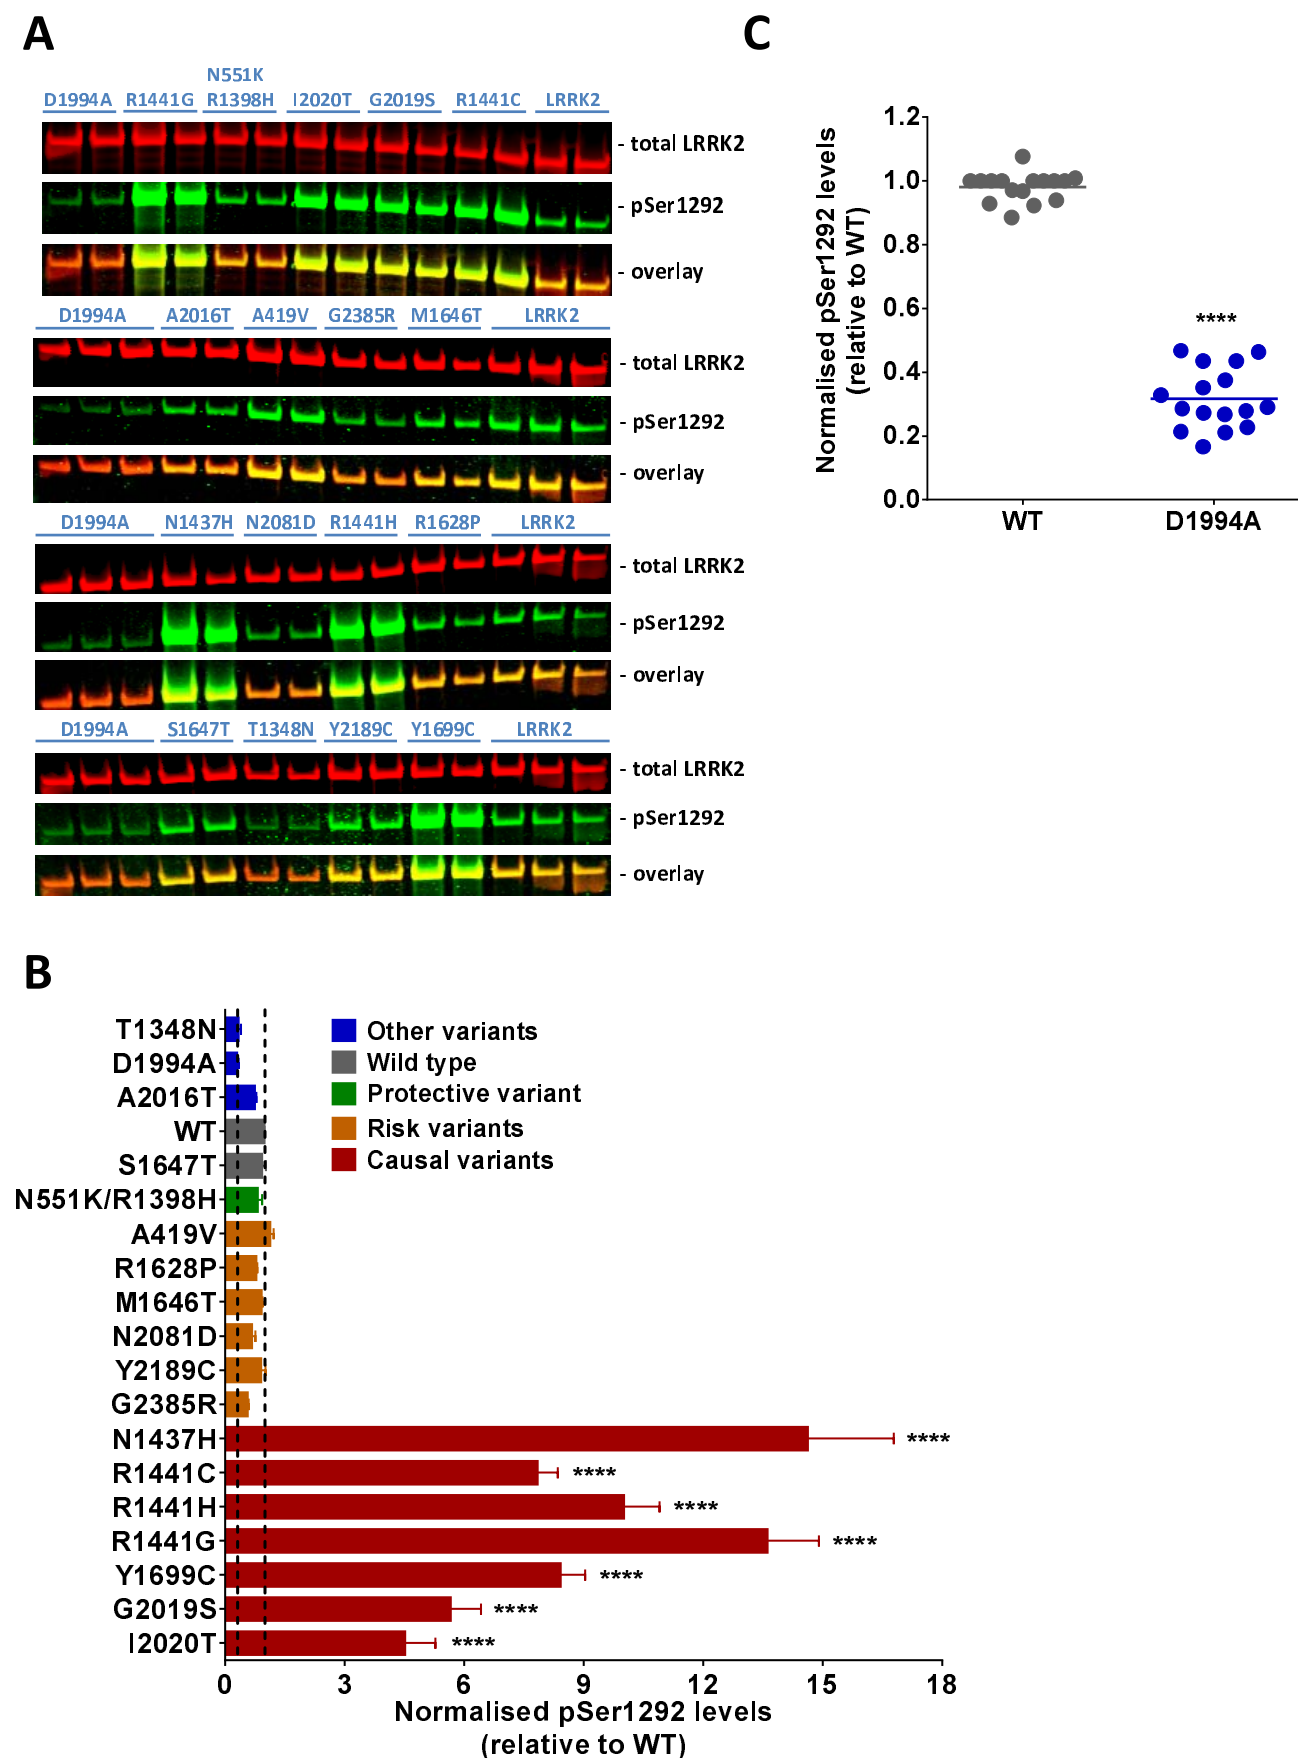 A
C
N551K
D1994A R1441G R1398H I2020T G2019S R1441C LRRK2
- total LRRK2
- pSer1292
- overlay
D1994A A2016T A419V G2385R M1646T LRRK2
- total LRRK2
- pSer1292
- overlay
D1994A N1437H N2081D R1441H R1628P LRRK2
- total LRRK2
- pSer1292
- overlay
D1994A S1647T T1348N Y2189C Y1699C LRRK2
- total LRRK2
- pSer1292
- overlay
Normalised pSer1292 levels
(relative to WT)
1.2
1.0
0.8
0.6
0.4
0.2
0.0
****
WT D1994A
B
T1348N
D1994A
A2016T
WT
S1647T
N551K/R1398H
A419V
R1628P
M1646T
N2081D
Y2189C
G2385R
N1437H ****
R1441C ****
R1441H ****
R1441G ****
Y1699C ****
G2019S ****
I2020T ****
Other variants
Wild type
Protective variant
Risk variants
Causal variants
0 3 6 9 12 15 18
Normalised pSer1292 levels
(relative to WT)